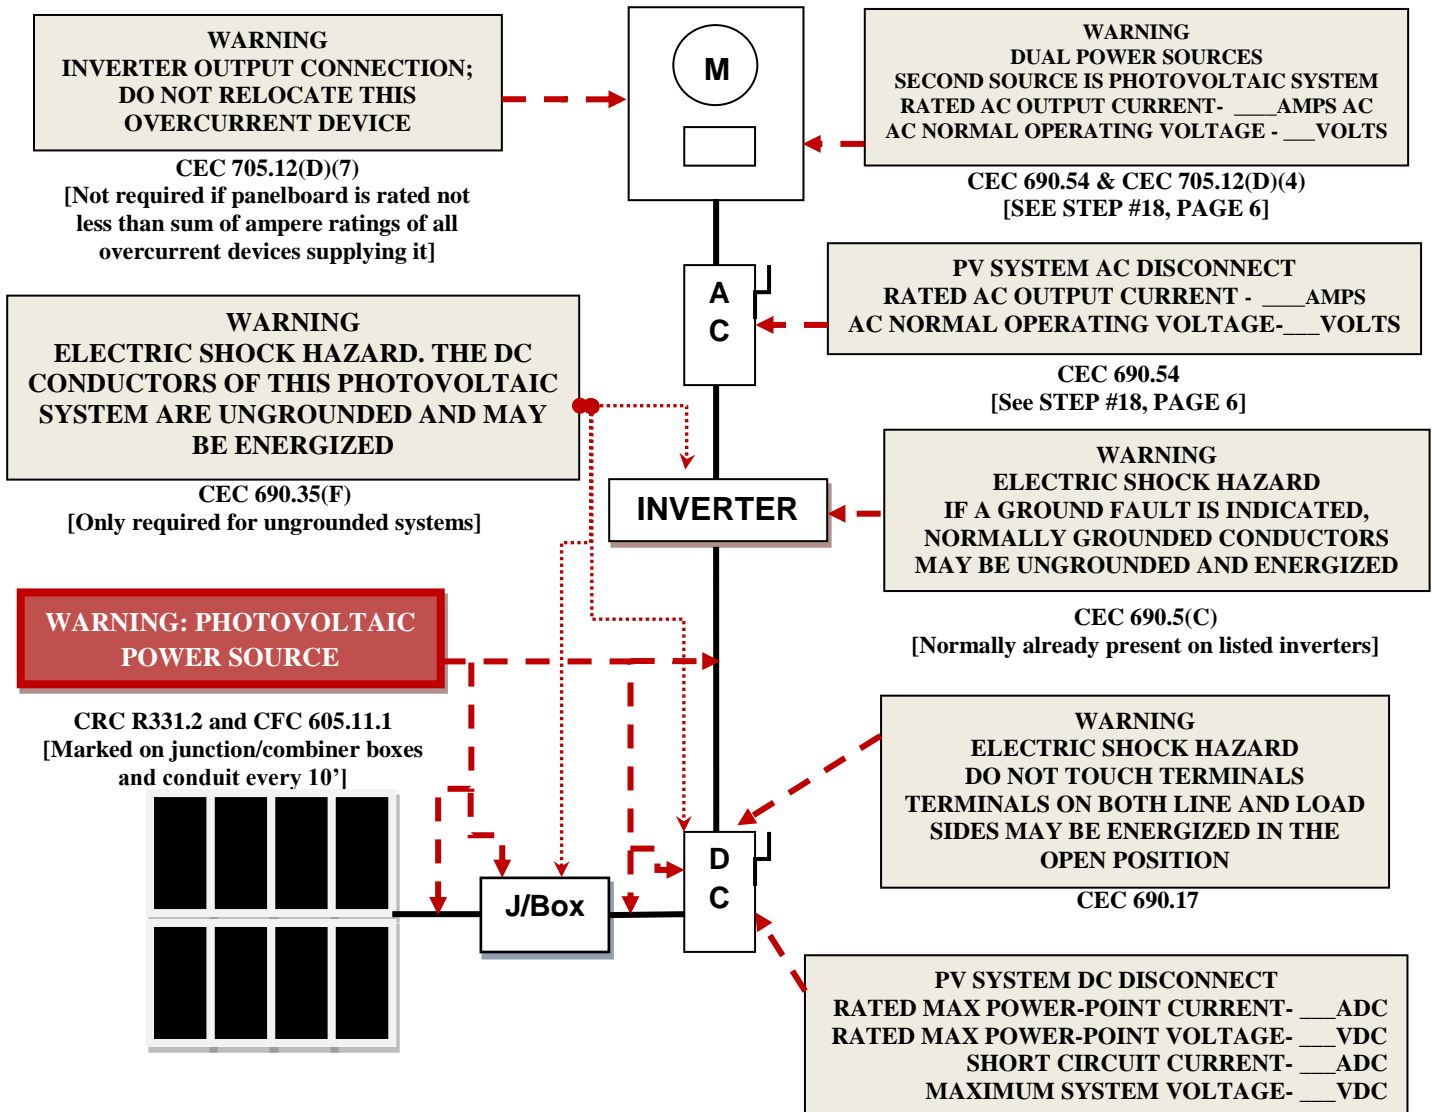 WARNING
INVERTER OUTPUT CONNECTION;
DO NOT RELOCATE THIS
OVERCURRENT DEVICE
CEC 705.12(D)(7)
[Not required if panelboard is rated not
less than sum of ampere ratings of all
overcurrent devices supplying it]
M
WARNING
DUAL POWER SOURCES
SECOND SOURCE IS PHOTOVOLTAIC SYSTEM
RATED AC OUTPUT CURRENT- ____AMPS AC
AC NORMAL OPERATING VOLTAGE - ___VOLTS
CEC 690.54 & CEC 705.12(D)(4)
[SEE STEP #18, PAGE 6]
A
C
PV SYSTEM AC DISCONNECT
RATED AC OUTPUT CURRENT - ____AMPS
AC NORMAL OPERATING VOLTAGE-___VOLTS
CEC 690.54
[See STEP #18, PAGE 6]
WARNING
ELECTRIC SHOCK HAZARD. THE DC
CONDUCTORS OF THIS PHOTOVOLTAIC
SYSTEM ARE UNGROUNDED AND MAY
BE ENERGIZED
CEC 690.35(F)
[Only required for ungrounded systems]
INVERTER
WARNING
ELECTRIC SHOCK HAZARD
IF A GROUND FAULT IS INDICATED,
NORMALLY GROUNDED CONDUCTORS
MAY BE UNGROUNDED AND ENERGIZED
CEC 690.5(C)
[Normally already present on listed inverters]
WARNING: PHOTOVOLTAIC
POWER SOURCE
CRC R331.2 and CFC 605.11.1
[Marked on junction/combiner boxes
and conduit every 10’]
WARNING
ELECTRIC SHOCK HAZARD
DO NOT TOUCH TERMINALS
TERMINALS ON BOTH LINE AND LOAD
SIDES MAY BE ENERGIZED IN THE
OPEN POSITION
CEC 690.17
J/Box
D
C
PV SYSTEM DC DISCONNECT
RATED MAX POWER-POINT CURRENT- ___ADC
RATED MAX POWER-POINT VOLTAGE- ___VDC
SHORT CIRCUIT CURRENT- ___ADC
MAXIMUM SYSTEM VOLTAGE- ___VDC